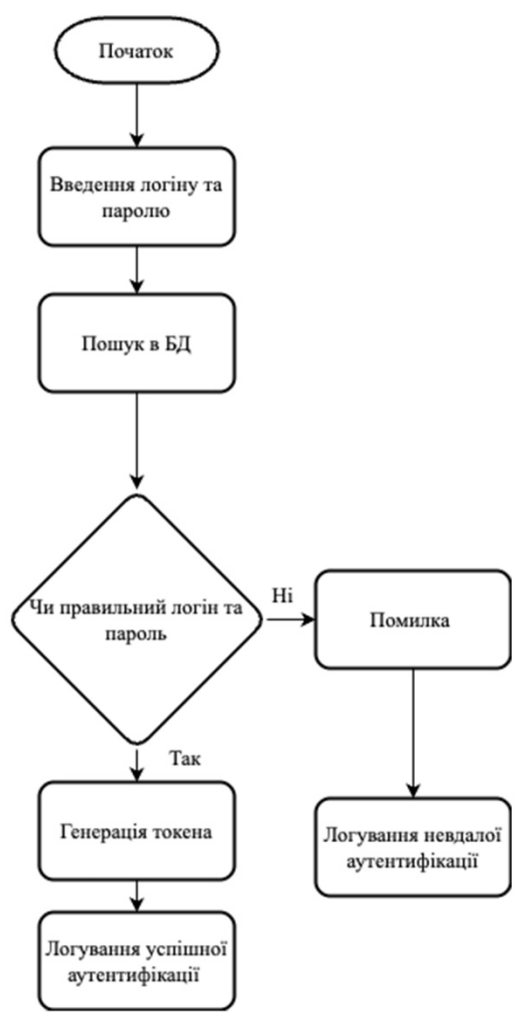 Початок
Введення логіну та
паролю
Пошук в БД
Чи правильний логін та
пароль
Ні
Помилка
Так
Генерація токена
Логування невдалої
аутентифікації
Логування успішної
аутентифікації